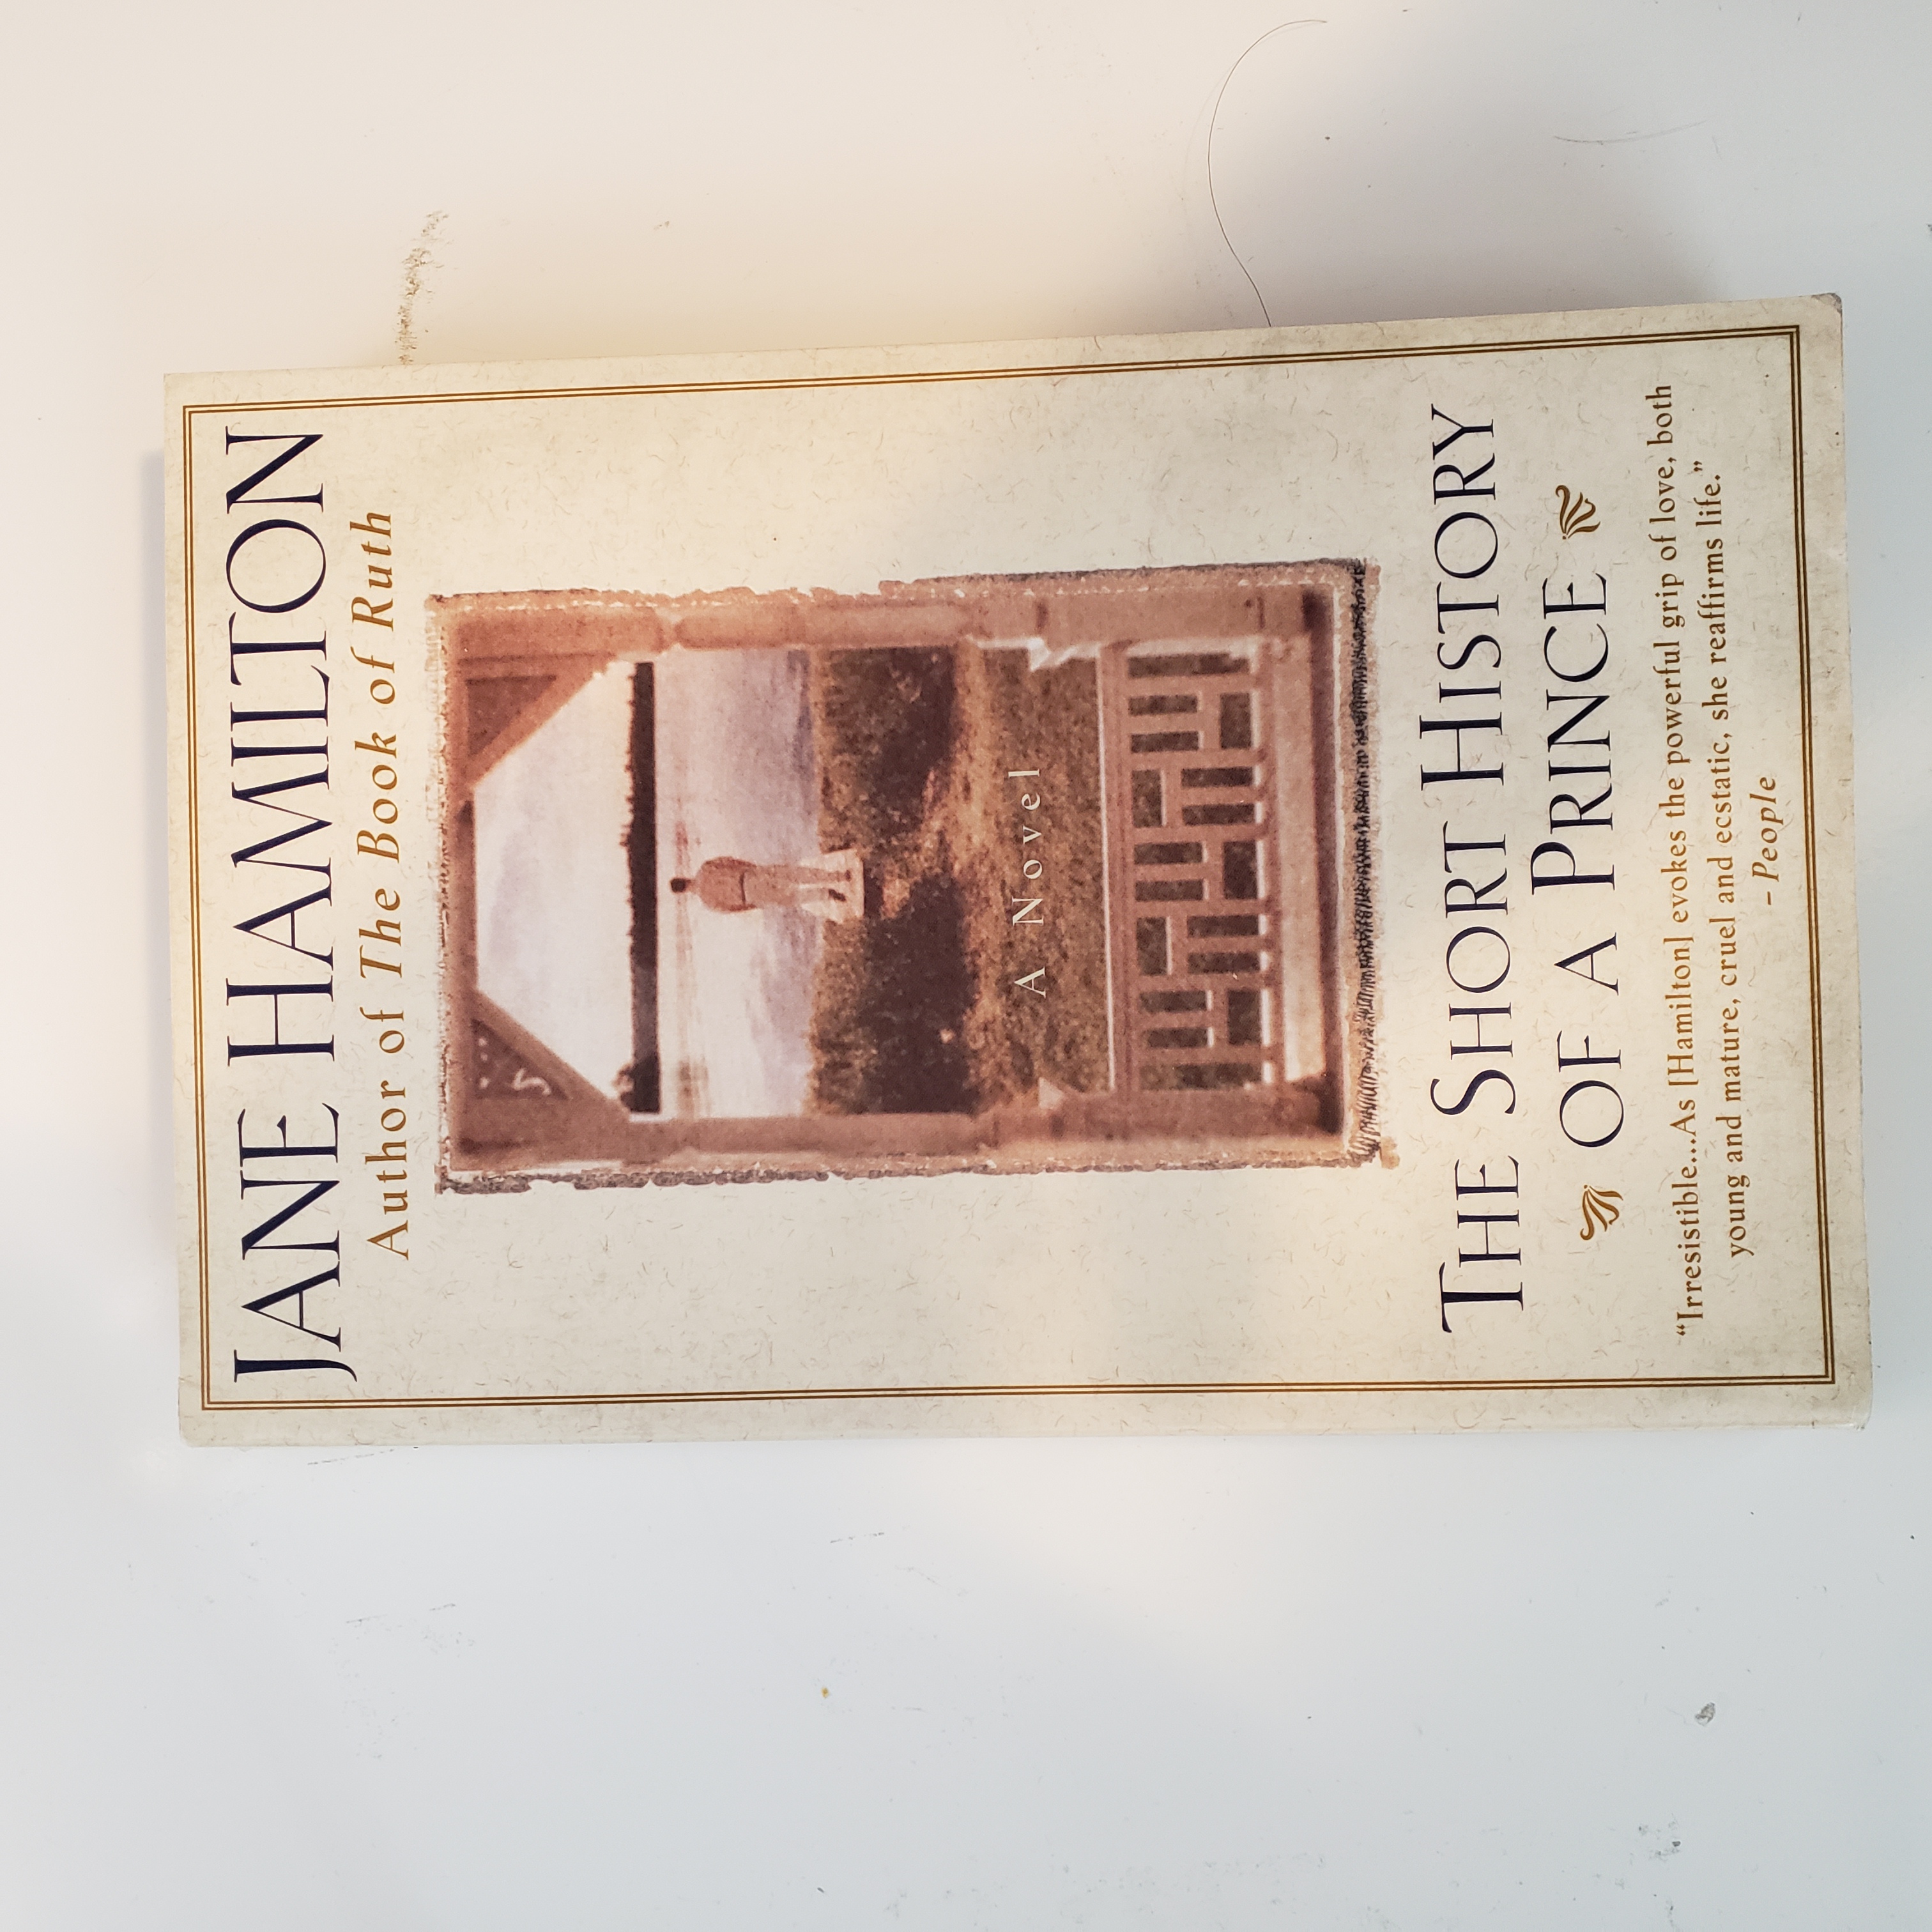 JANE HAMILTON
Author of The Book of Ruth
A Novel
THE SHORT HISTORY
OF A PRINCE
“Irresistible...As [Hamilton] evokes the powerful grip of love, both
young and mature, cruel and ecstatic, she reaffirms life.”
– People